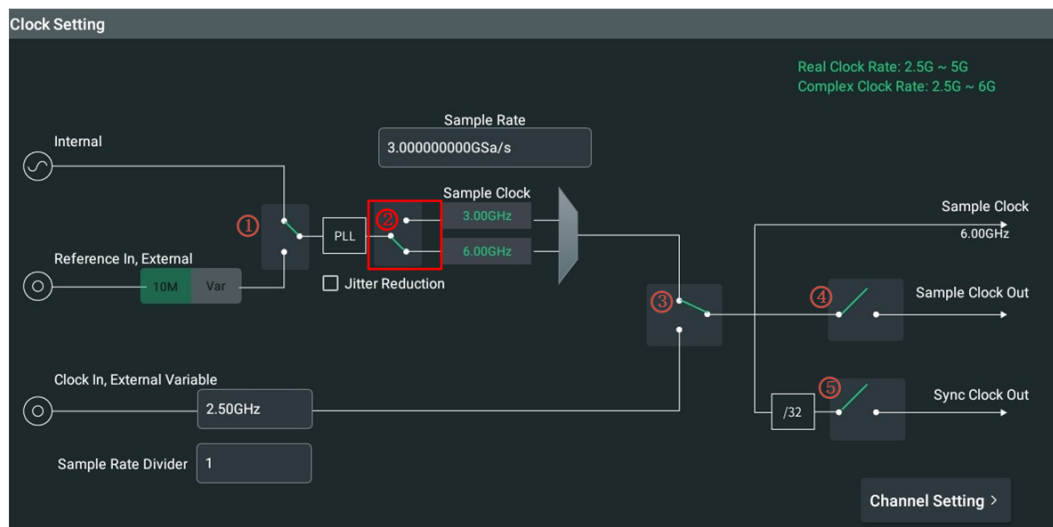 Clock Setting
Real Clock Rate: 2.5G ~ 5G
Complex Clock Rate: 2.5G ~ 6G
Sample Rate
3.000000000GSa/s
Internal
①
PLL
②
Sample Clock
3.00GHz
6.00GHz
Jitter Reduction
Reference In, External
10M
Var
Sample Clock
6.00GHz
③
④
Sample Clock Out
Clock In, External Variable
2.50GHz
⑤
/32
Sync Clock Out
Sample Rate Divider
1
Channel Setting >